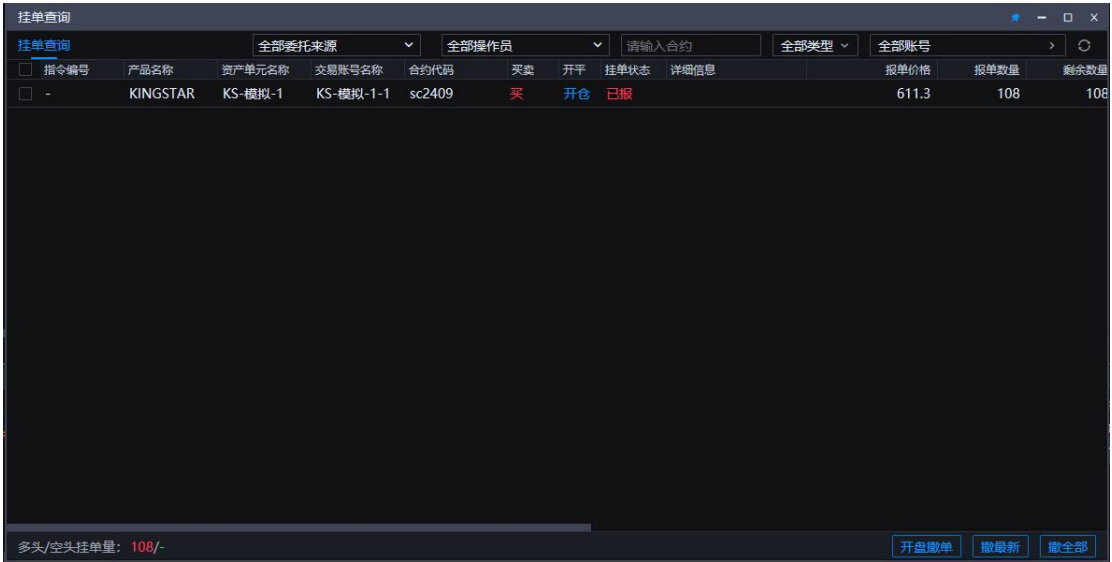 挂单查询
挂单查询 全部委托来源 全部操作员 请输入合约 全部类型 全部账号
指令编号 产品名称 资产单元名称 交易账号名称 合约代码 买卖 开平 挂单状态 详细信息 报单价格 报单数量 剩余数量
- KINGSTAR KS-模拟-1 KS-模拟-1-1 sc2409 买 开仓 已报 611.3 108 108
多头/空头挂单量: 108/- 开盘撤单 撤最新 撤全部